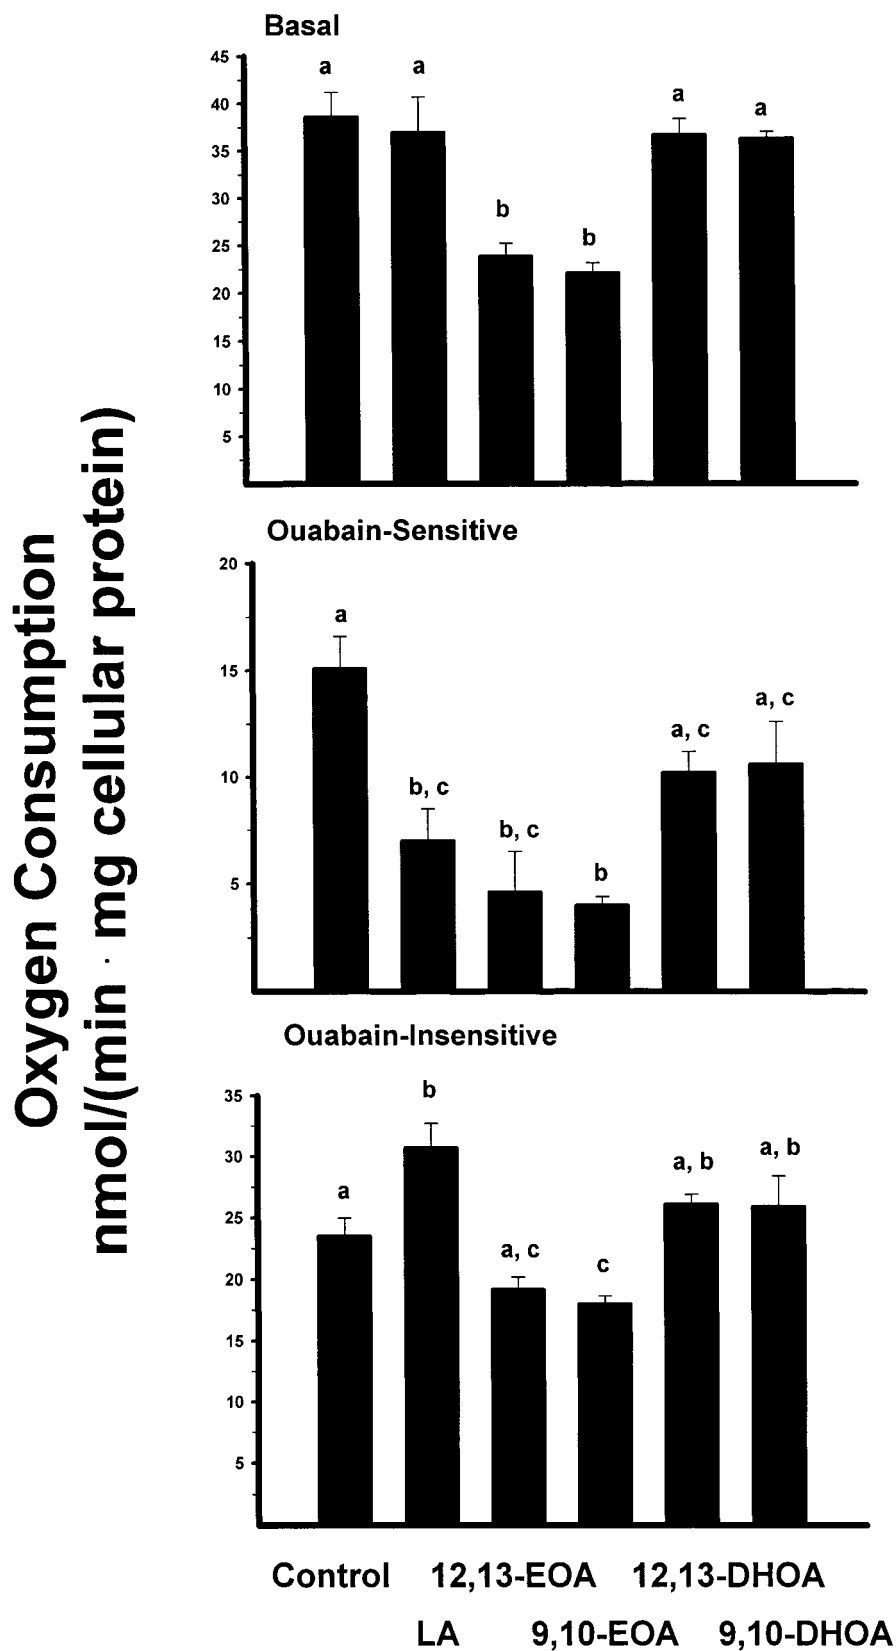 Basal
45
40
35
30
25
20
15
10
5
a
a
b
b
a
a
Ouabain-Sensitive
20
15
10
5
a
b, c
b, c
b
a, c
a, c
Ouabain-Insensitive
35
30
25
20
15
10
5
a
b
a, c
c
a, b
a, b
Oxygen Consumption
nmol/(min · mg cellular protein)
Control 12,13-EOA 12,13-DHOA
LA 9,10-EOA 9,10-DHOA